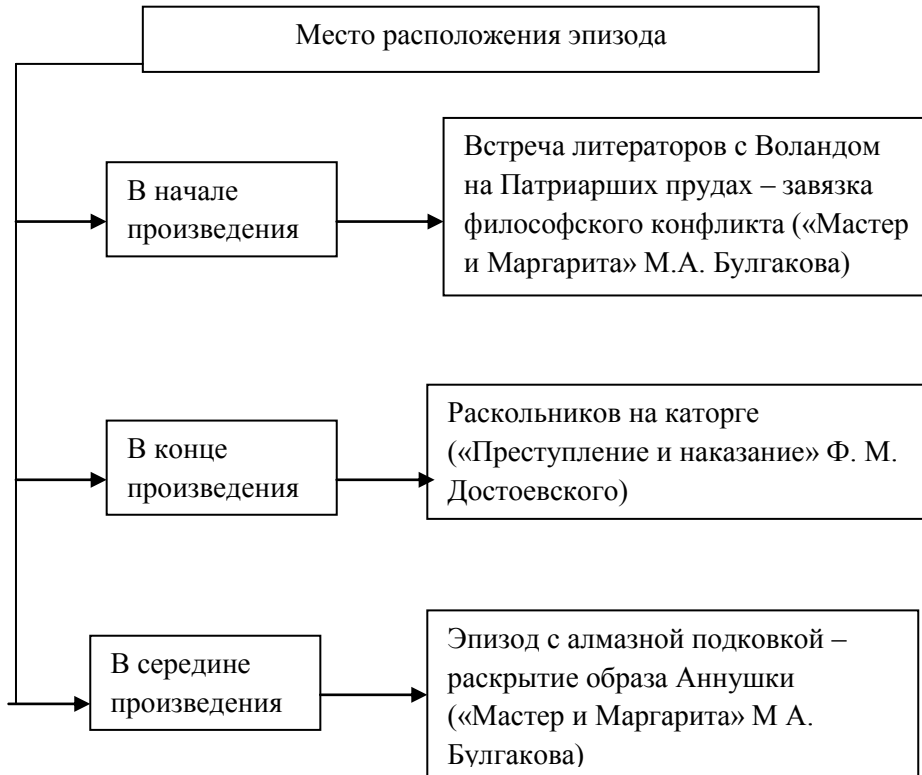 Место расположения эпизода
В начале
произведения
Встреча литераторов с Воландом
на Патриарших прудах – завязка
философского конфликта («Мастер
и Маргарита» М.А. Булгакова)
В конце
произведения
Раскольников на каторге
(«Преступление и наказание» Ф. М.
Достоевского)
В середине
произведения
Эпизод с алмазной подковкой –
раскрытие образа Аннушки
(«Мастер и Маргарита» М А.
Булгакова)